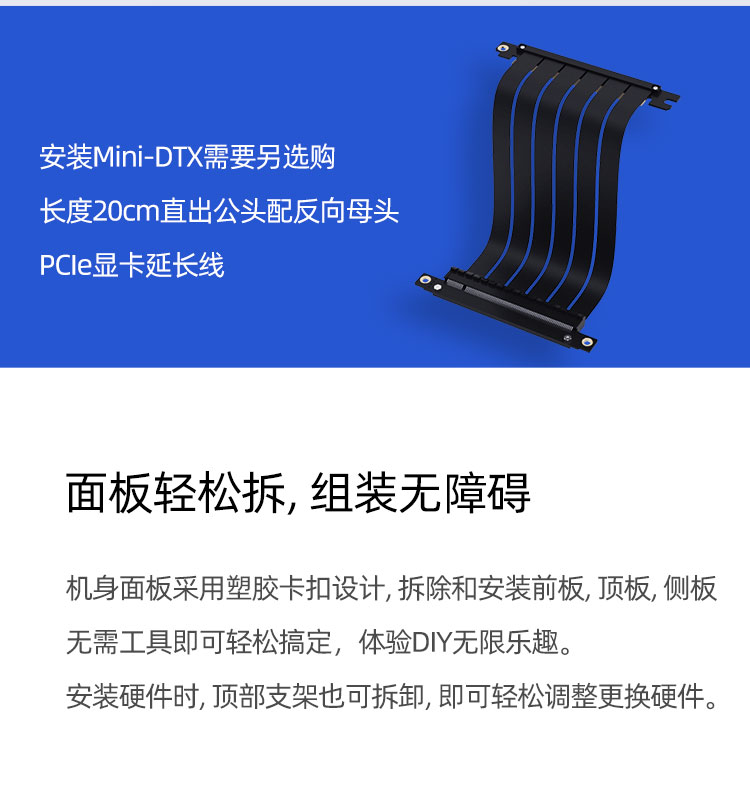 安装Mini-DTX需要另选购
长度20cm直出公头配反向母头
PCIe显卡延长线
面板轻松拆, 组装无障碍
机身面板采用塑胶卡扣设计, 拆除和安装前板, 顶板, 侧板
无需工具即可轻松搞定，体验DIY无限乐趣。
安装硬件时, 顶部支架也可拆卸, 即可轻松调整更换硬件。